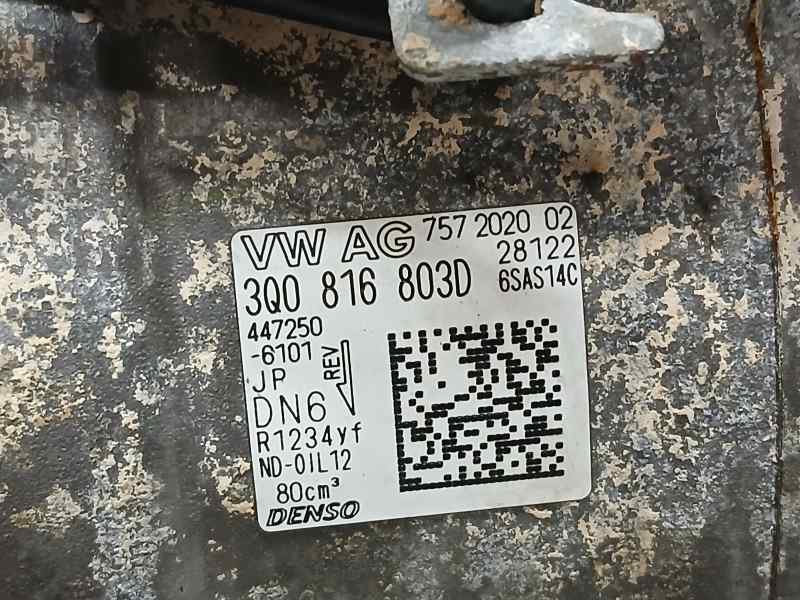 VW AG 757 2020 02
28122
3Q0 816 803D 6SAS14C
447250
-6101
JP
REV
DN6
R1234yf
ND-OIL12
80cm³
DENSO